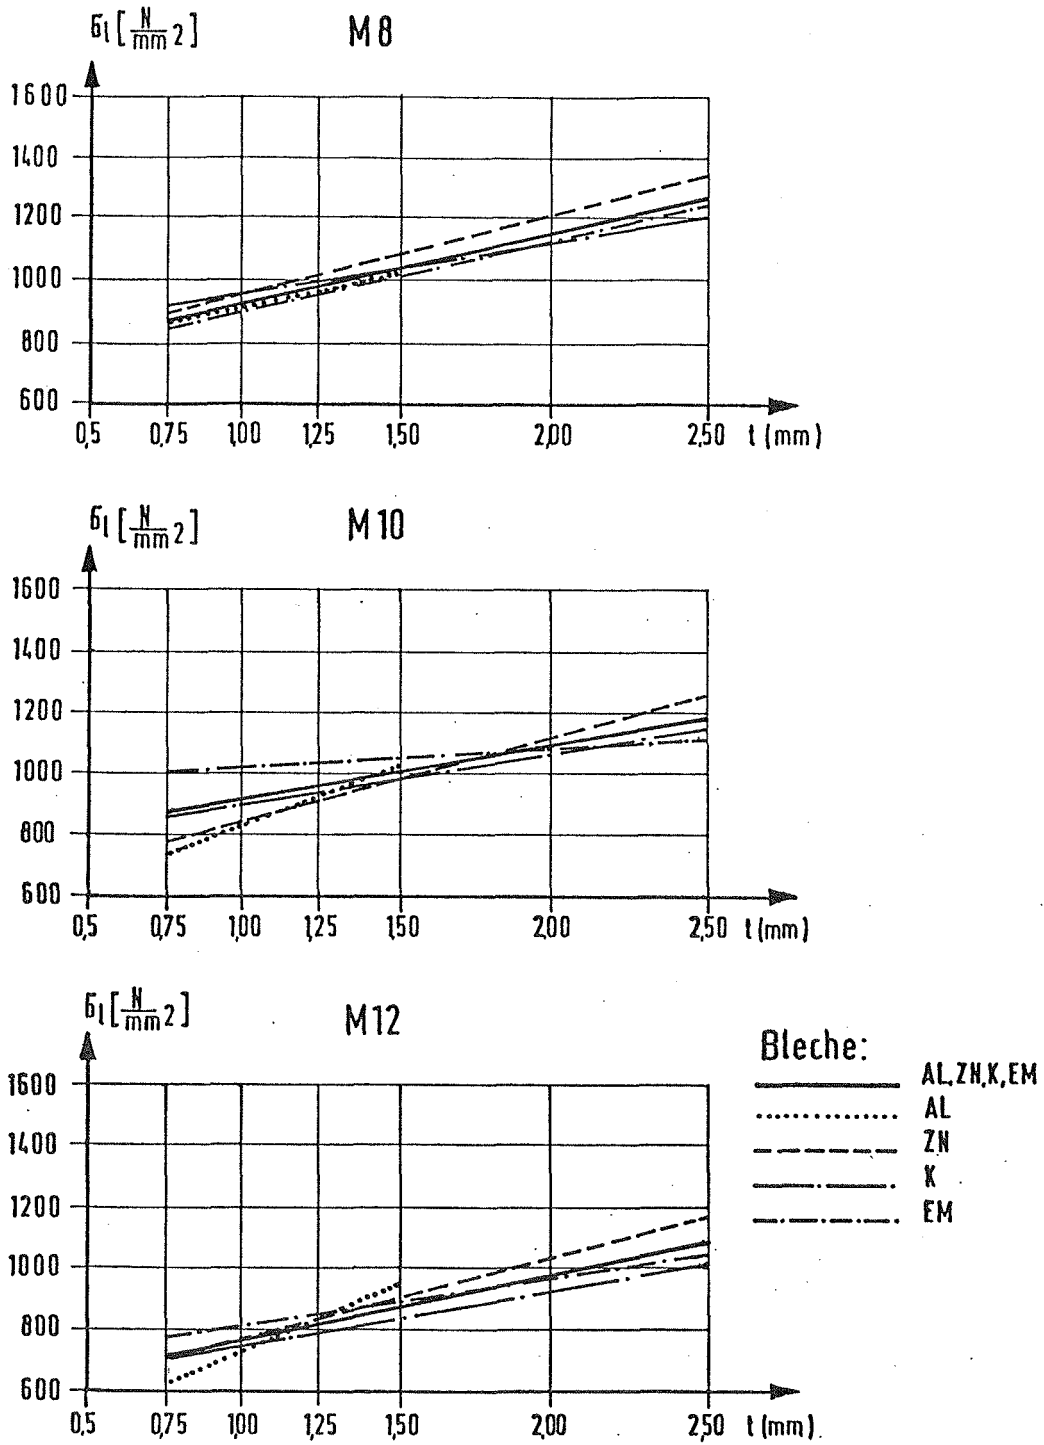 σl [N/mm2] M8
1600
1400
1200
1000
800
600
0,5 0,75 1,00 1,25 1,50 2,00 2,50 t (mm)
σl [N/mm2] M10
1600
1400
1200
1000
800
600
0,5 0,75 1,00 1,25 1,50 2,00 2,50 t (mm)
σl [N/mm2] M12
Bleche:
1600 AL,ZN,K,EM
AL
1400 ZN
K
1200 EM
1000
800
600
0,5 0,75 1,00 1,25 1,50 2,00 2,50 t (mm)